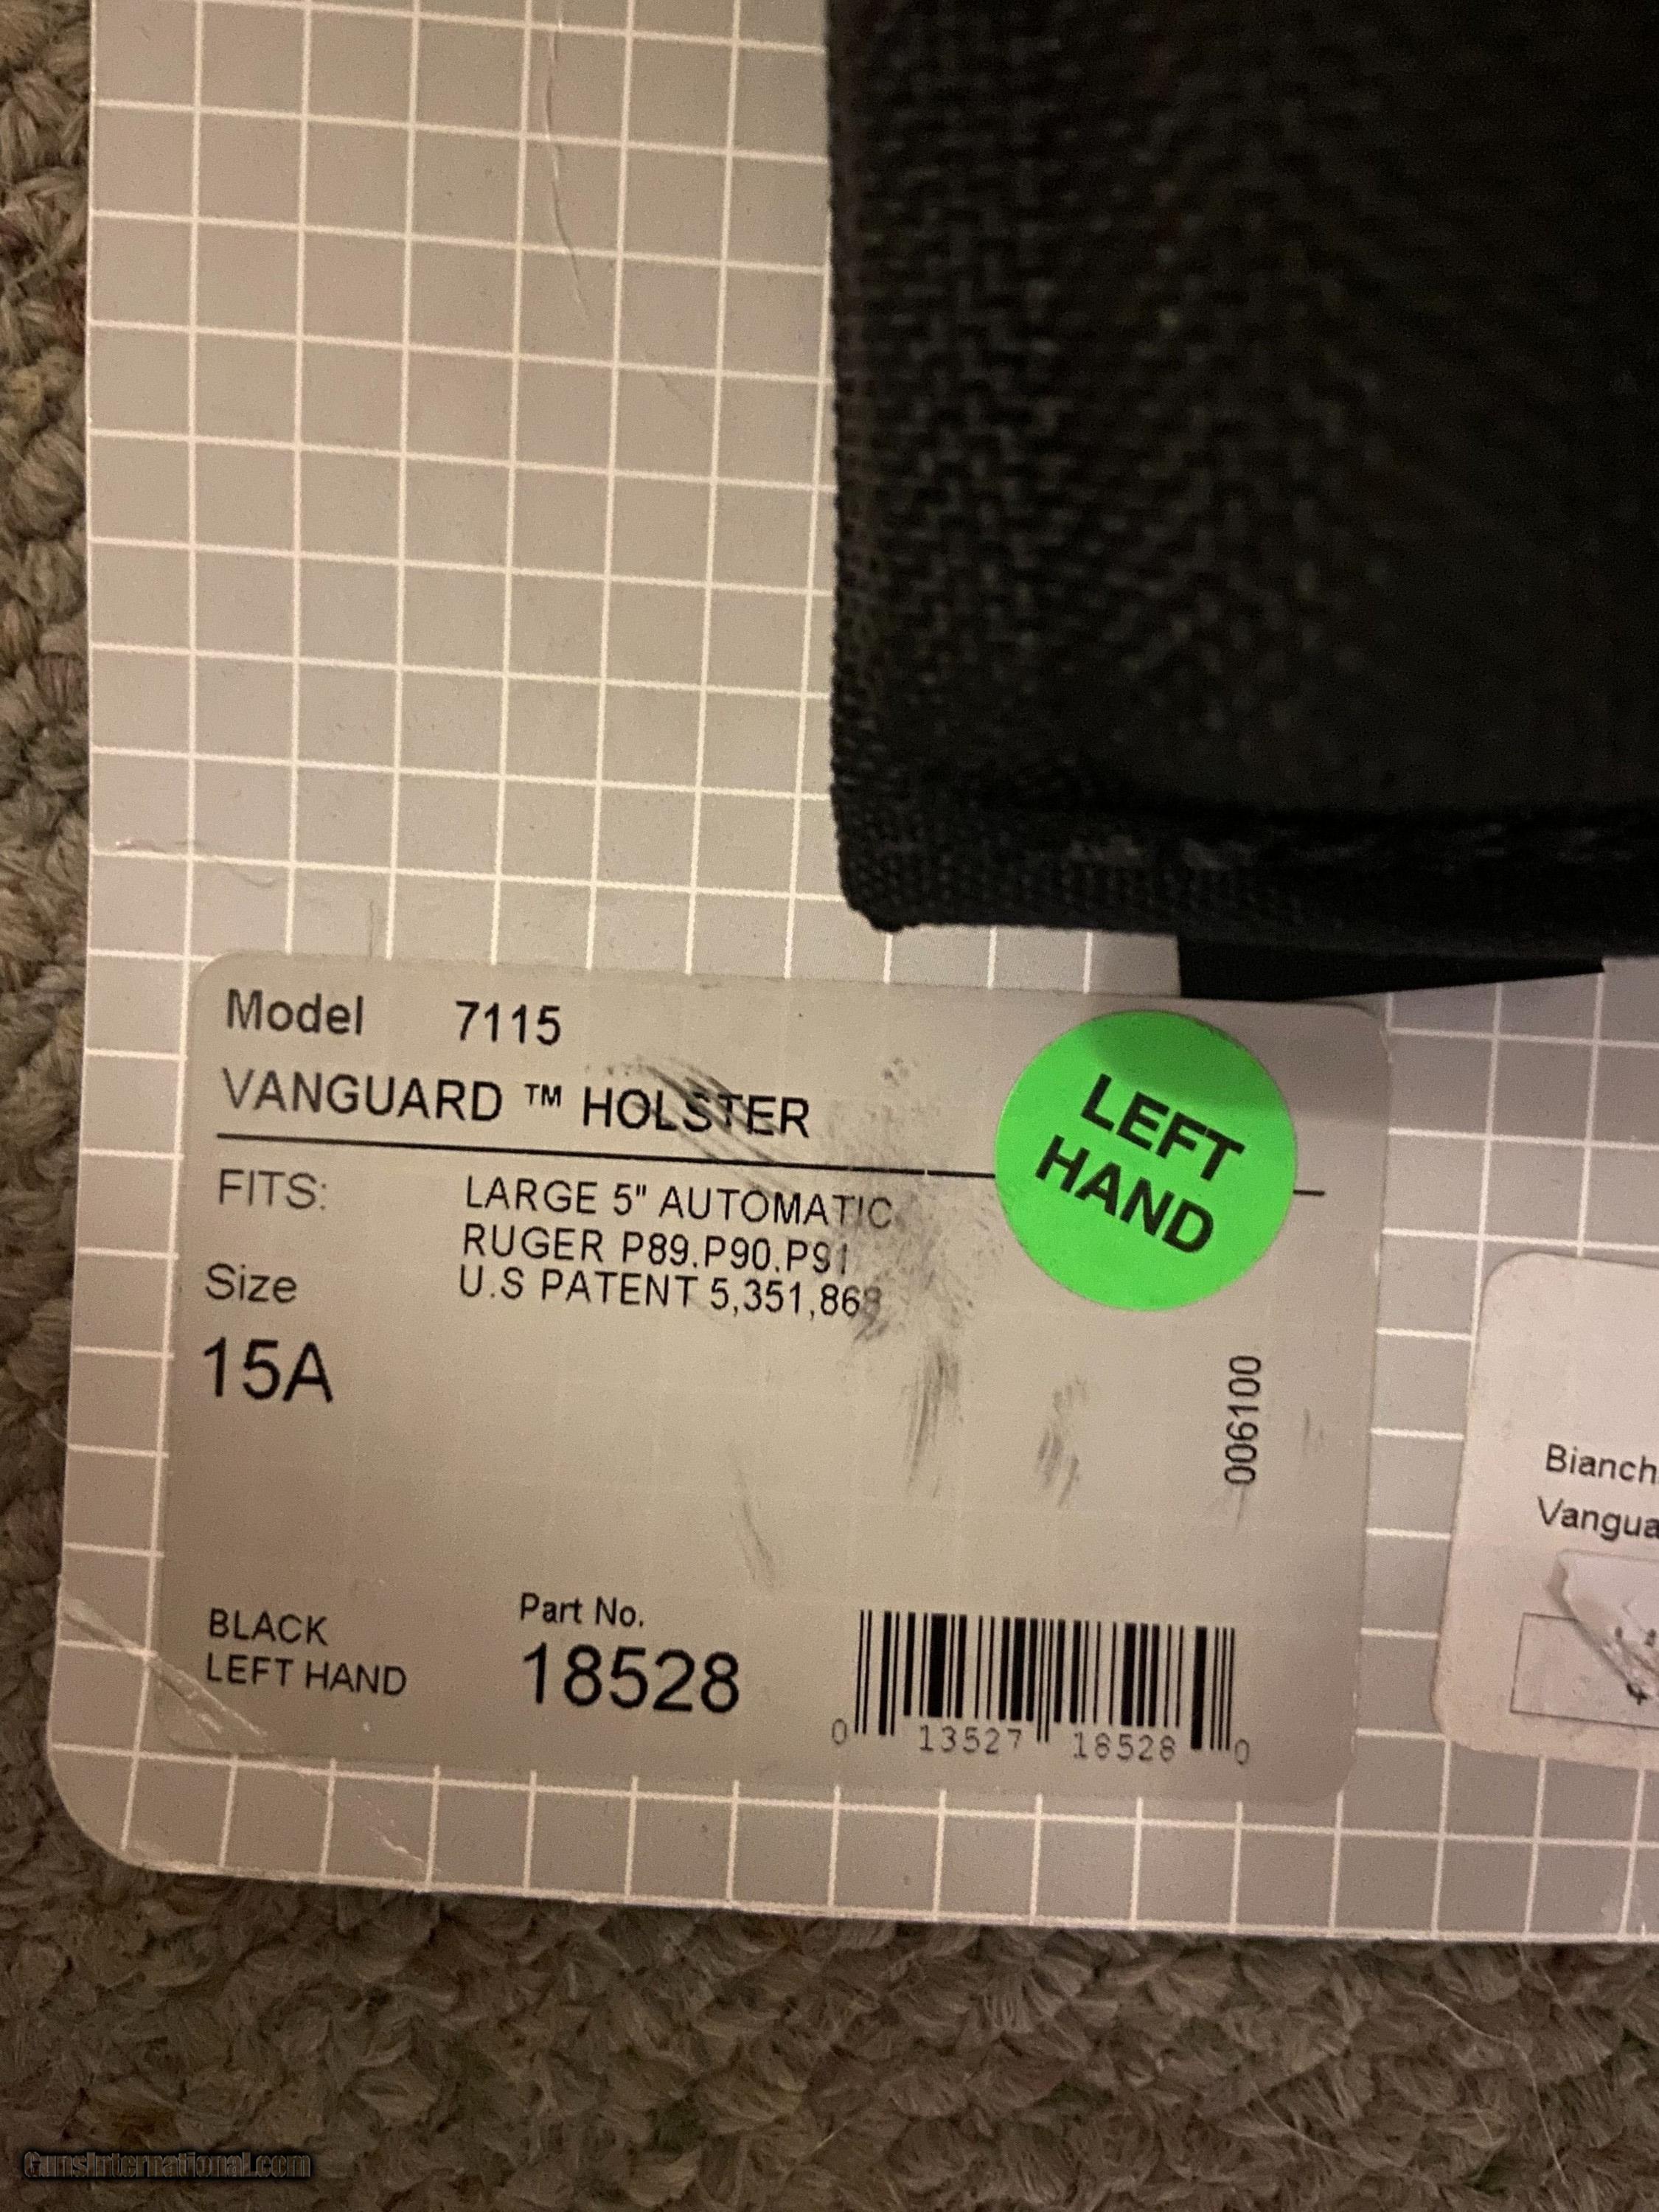 Model 7115
VANGUARD ™ HOLSTER
LEFT
HAND
FITS: LARGE 5" AUTOMATIC
RUGER P89.P90.P91
U.S PATENT 5,351,868
Size
15A
006100
BLACK
LEFT HAND
Part No.
18528
0 13527 18528 0
Bianch
Vangua
GunsInternational.com